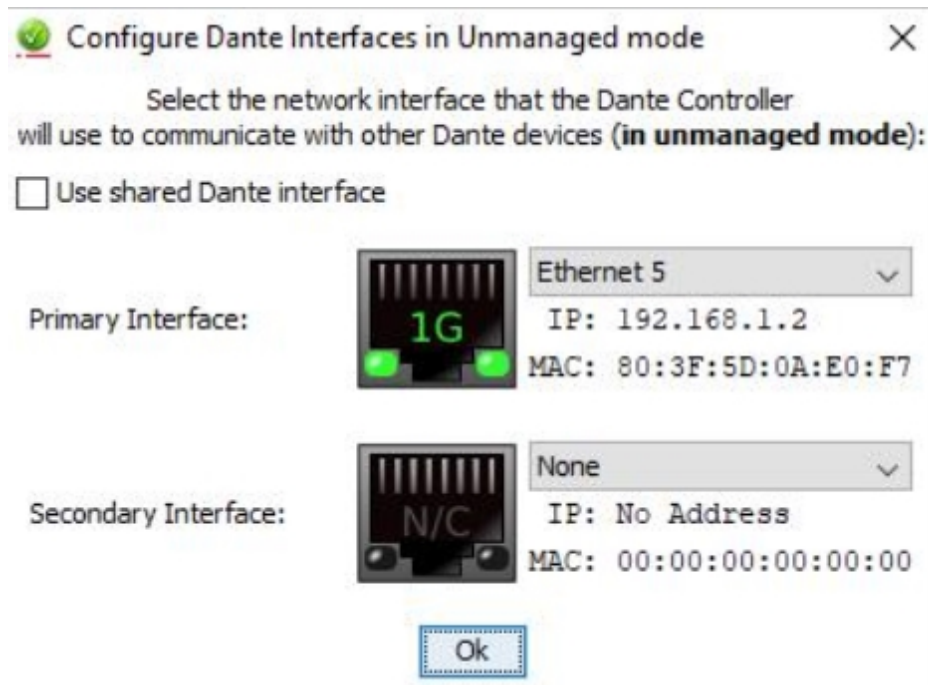 Configure Dante Interfaces in Unmanaged mode
Select the network interface that the Dante Controller
will use to communicate with other Dante devices (in unmanaged mode):
Use shared Dante interface
Ethernet 5
Primary Interface:
1G
IP: 192.168.1.2
MAC: 80:3F:5D:0A:E0:F7
None
Secondary Interface:
N/C
IP: No Address
MAC: 00:00:00:00:00:00
Ok